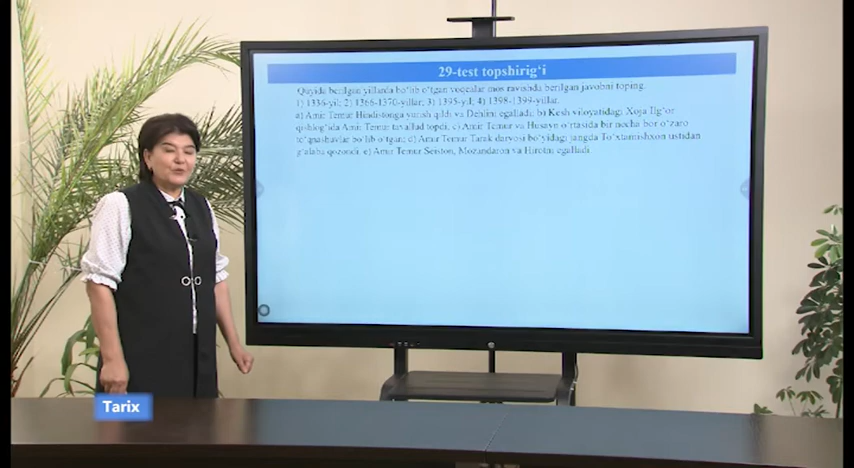 29-test topshirig‘i
Quyida berilgan yillarda bo‘lib o‘tgan voqealar mos ravishda berilgan javobni toping.
1) 1336-yil; 2) 1366-1370-yillar; 3) 1395-yil; 4) 1398-1399-yillar.
a) Amir Temur Hindistonga yurish qildi va Dehlini egalladi; b) Kesh viloyatidagi Xoja Ilg‘or
qishlog‘ida Amir Temur tavallud topdi; c) Amir Temur va Husayn o‘rtasida bir necha bor o‘zaro
to‘qnashuvlar bo‘lib o‘tgan; d) Amir Temur Tarak daryosi bo‘yidagi jangda To‘xtamishxon ustidan
g‘alaba qozondi. e) Amir Temur Seiston, Mozandaron va Hirotni egalladi.
Tarix